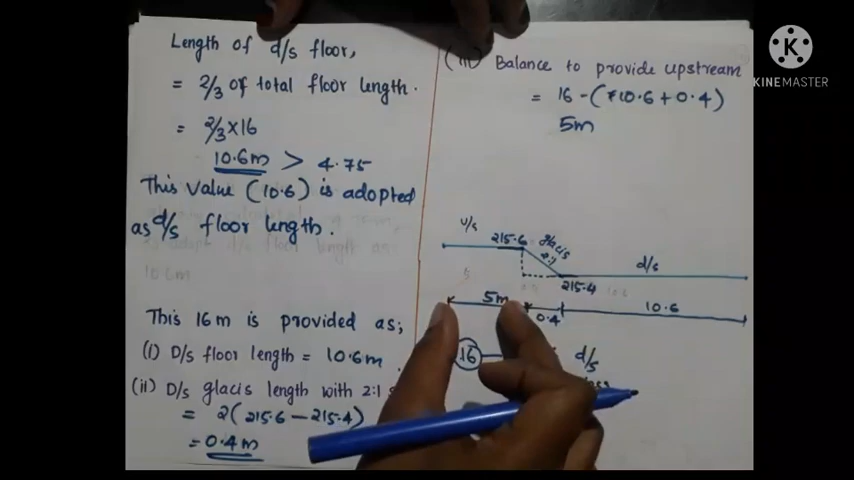 Length of d/s floor,
= 2/3 of total floor length.
= 2/3 x 16
10.6m > 4.75
This value (10.6) is adopted
as d/s floor length.
This 16m is provided as;
(i) D/s floor length = 10.6m.
(ii) D/s glacis length with 2:1
= 2(215.6 - 215.4)
= 0.4m
(iii) Balance to provide upstream
= 16 - (10.6 + 0.4)
5m
u/s
215.6
glacis
2:1
d/s
215.4
5m
0.4
10.6
16
d/s
K
KINEMASTER